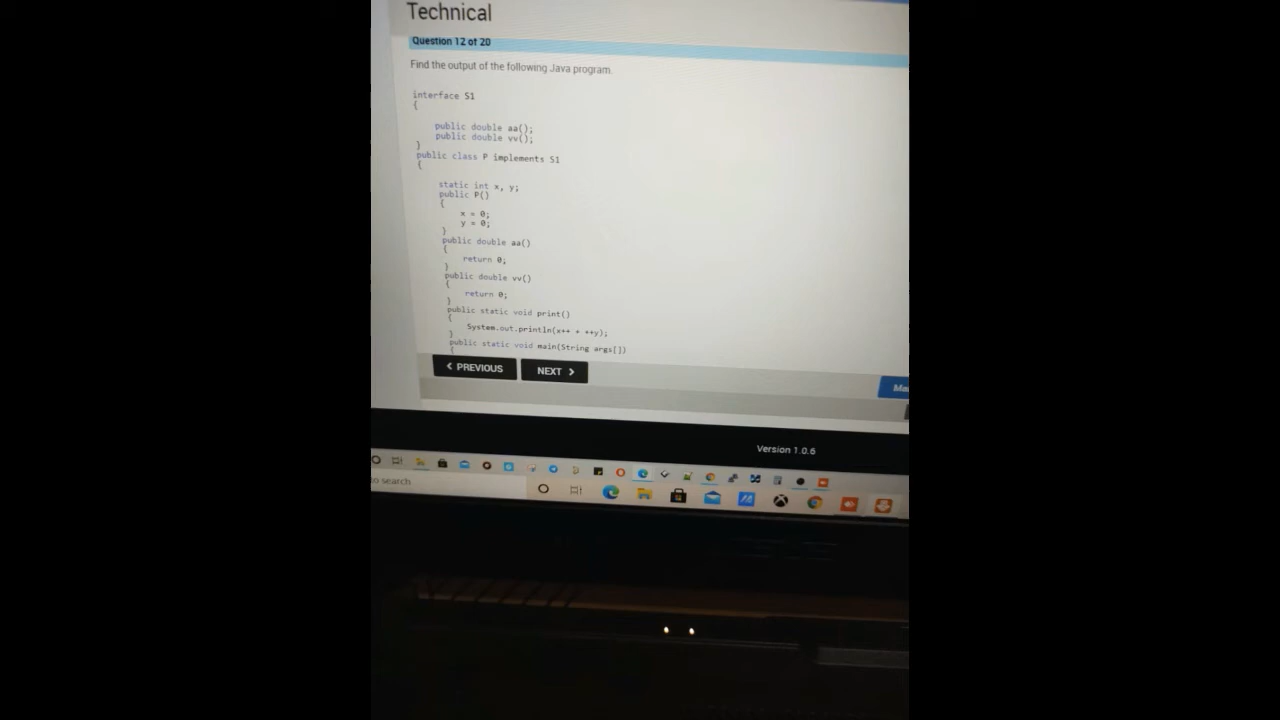 Technical
Question 12 of 20
Find the output of the following Java program.
interface S1
{
public double aa();
public double vv();
}
public class P implements S1
{
static int x, y;
public P()
{
x = 0;
y = 0;
}
public double aa()
{
return 0;
}
public double vv()
{
return 0;
}
public static void print()
{
System.out.println(x++ + ++y);
}
public static void main(String args[])
{
PREVIOUS
NEXT
Ma
Version 1.0.6
o search